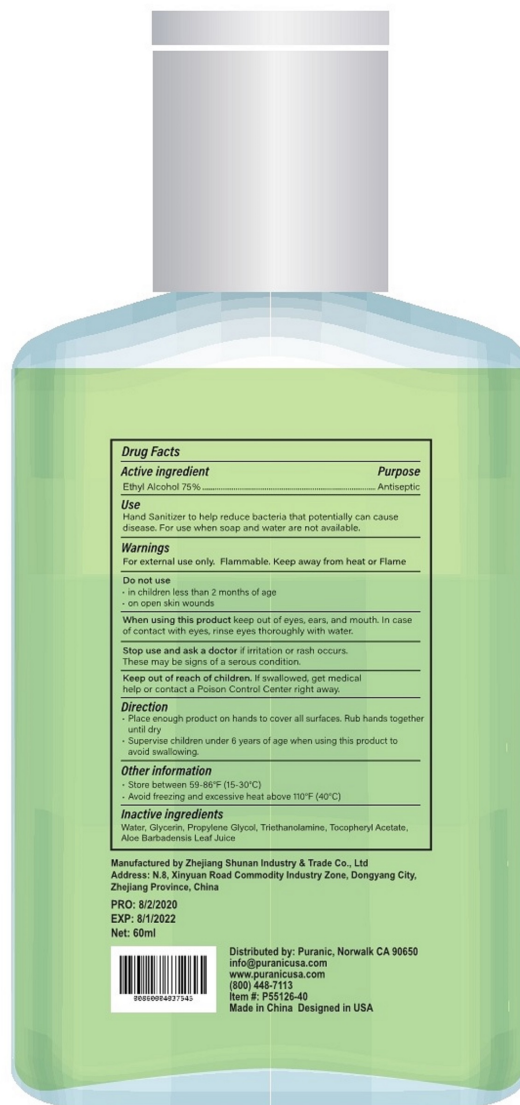 Drug Facts
Active ingredient Purpose
Ethyl Alcohol 75% ........ Antiseptic
Use
Hand Sanitizer to help reduce bacteria that potentially can cause
disease. For use when soap and water are not available.
Warnings
For external use only. Flammable. Keep away from heat or Flame
Do not use
· in children less than 2 months of age
· on open skin wounds
When using this product keep out of eyes, ears, and mouth. In case
of contact with eyes, rinse eyes thoroughly with water.
Stop use and ask a doctor if irritation or rash occurs.
These may be signs of a serous condition.
Keep out of reach of children. If swallowed, get medical
help or contact a Poison Control Center right away.
Direction
· Place enough product on hands to cover all surfaces. Rub hands together
until dry
· Supervise children under 6 years of age when using this product to
avoid swallowing.
Other information
· Store between 59-86°F (15-30°C)
· Avoid freezing and excessive heat above 110°F (40°C)
Inactive ingredients
Water, Glycerin, Propylene Glycol, Triethanolamine, Tocopheryl Acetate,
Aloe Barbadensis Leaf Juice
Manufactured by Zhejiang Shunan Industry & Trade Co., Ltd
Address: N.8, Xinyuan Road Commodity Industry Zone, Dongyang City,
Zhejiang Province, China
PRO: 8/2/2020
EXP: 8/1/2022
Net: 60ml
00860004037545
Distributed by: Puranic, Norwalk CA 90650
info@puranicusa.com
www.puranicusa.com
(800) 448-7113
Item #: P55126-40
Made in China Designed in USA